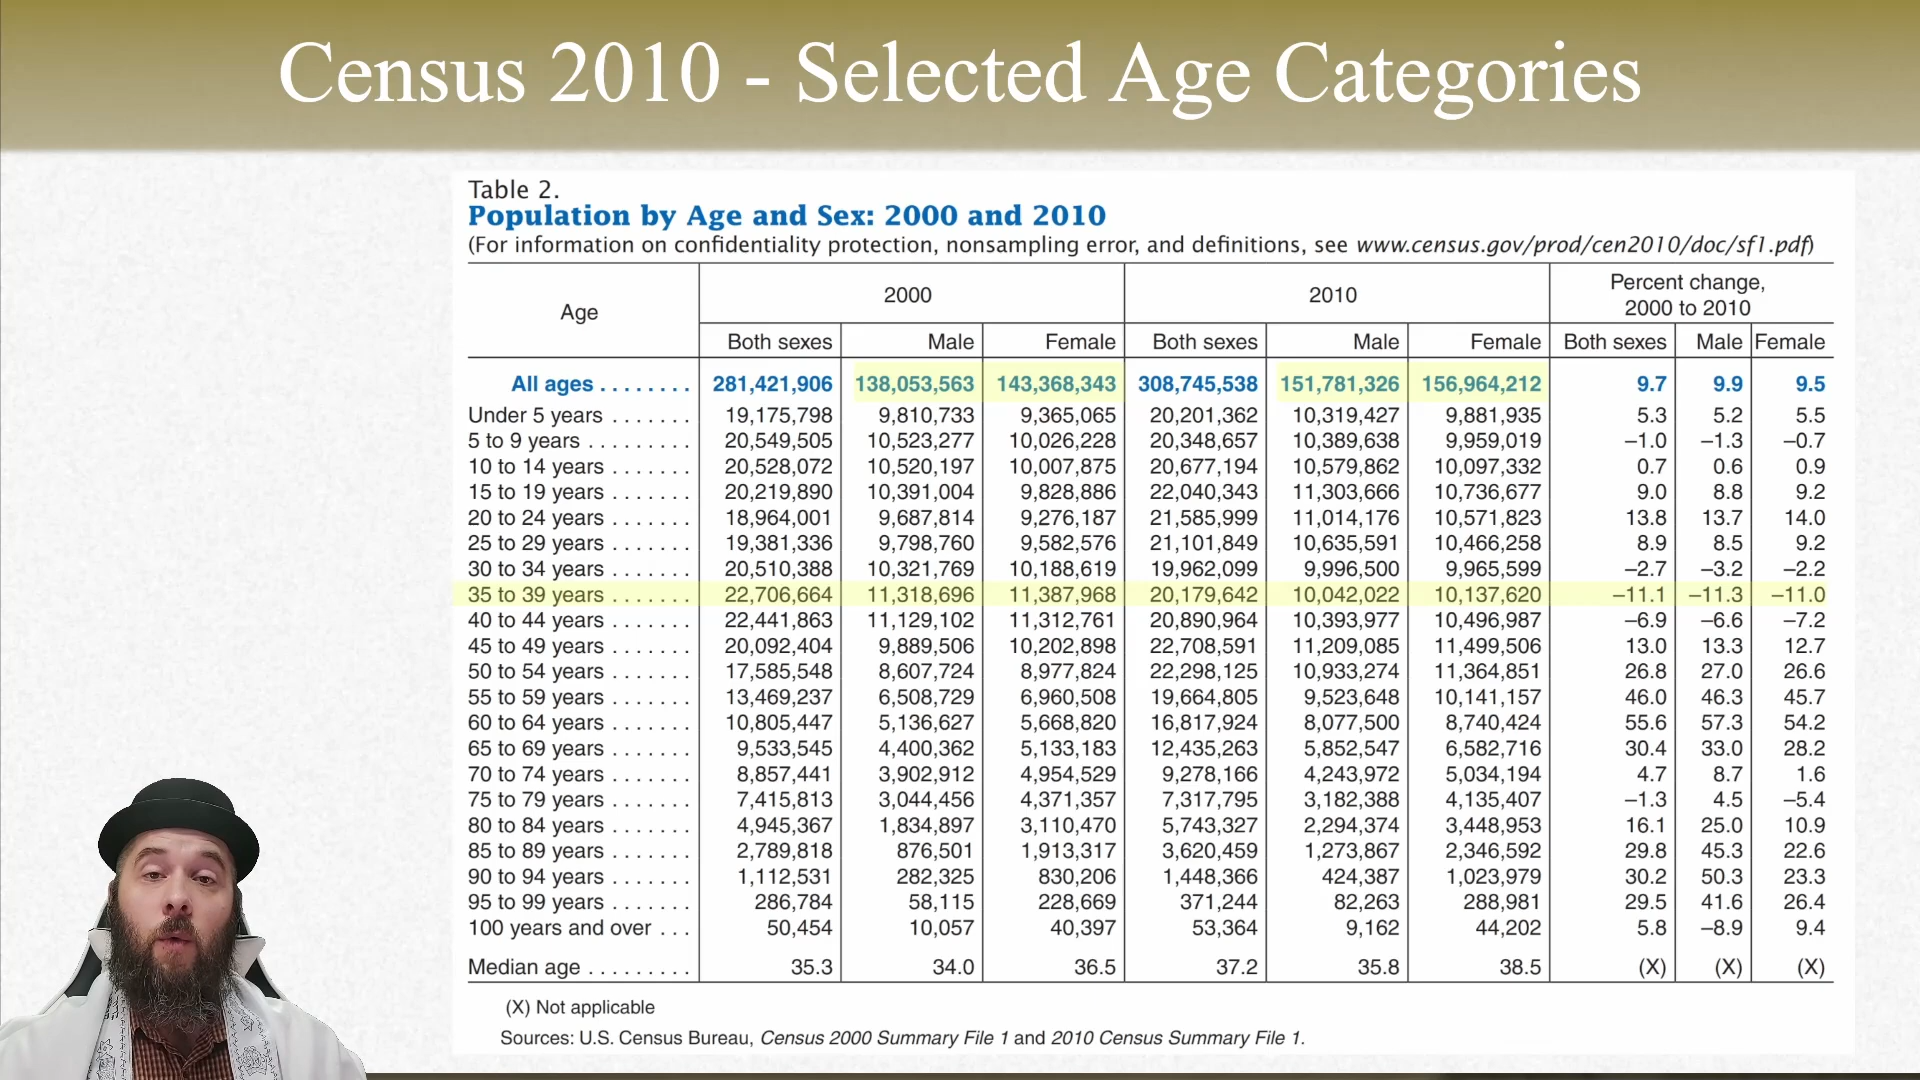 Census 2010 - Selected Age Categories
Table 2.
Population by Age and Sex: 2000 and 2010
(For information on confidentiality protection, nonsampling error, and definitions, see www.census.gov/prod/cen2010/doc/sf1.pdf)
Age 2000 2010 Percent change, 2000 to 2010
Both sexes Male Female Both sexes Male Female Both sexes Male Female
All ages . . . . . . . . 281,421,906 138,053,563 143,368,343 308,745,538 151,781,326 156,964,212 9.7 9.9 9.5
Under 5 years . . . . . . . 19,175,798 9,810,733 9,365,065 20,201,362 10,319,427 9,881,935 5.3 5.2 5.5
5 to 9 years . . . . . . . . . 20,549,505 10,523,277 10,026,228 20,348,657 10,389,638 9,959,019 –1.0 –1.3 –0.7
10 to 14 years . . . . . . . 20,528,072 10,520,197 10,007,875 20,677,194 10,579,862 10,097,332 0.7 0.6 0.9
15 to 19 years . . . . . . . 20,219,890 10,391,004 9,828,886 22,040,343 11,303,666 10,736,677 9.0 8.8 9.2
20 to 24 years . . . . . . . 18,964,001 9,687,814 9,276,187 21,585,999 11,014,176 10,571,823 13.8 13.7 14.0
25 to 29 years . . . . . . . 19,381,336 9,798,760 9,582,576 21,101,849 10,635,591 10,466,258 8.9 8.5 9.2
30 to 34 years . . . . . . . 20,510,388 10,321,769 10,188,619 19,962,099 9,996,500 9,965,599 –2.7 –3.2 –2.2
35 to 39 years . . . . . . . 22,706,664 11,318,696 11,387,968 20,179,642 10,042,022 10,137,620 –11.1 –11.3 –11.0
40 to 44 years . . . . . . . 22,441,863 11,129,102 11,312,761 20,890,964 10,393,977 10,496,987 –6.9 –6.6 –7.2
45 to 49 years . . . . . . . 20,092,404 9,889,506 10,202,898 22,708,591 11,209,085 11,499,506 13.0 13.3 12.7
50 to 54 years . . . . . . . 17,585,548 8,607,724 8,977,824 22,298,125 10,933,274 11,364,851 26.8 27.0 26.6
55 to 59 years . . . . . . . 13,469,237 6,508,729 6,960,508 19,664,805 9,523,648 10,141,157 46.0 46.3 45.7
60 to 64 years . . . . . . . 10,805,447 5,136,627 5,668,820 16,817,924 8,077,500 8,740,424 55.6 57.3 54.2
65 to 69 years . . . . . . . 9,533,545 4,400,362 5,133,183 12,435,263 5,852,547 6,582,716 30.4 33.0 28.2
70 to 74 years . . . . . . . 8,857,441 3,902,912 4,954,529 9,278,166 4,243,972 5,034,194 4.7 8.7 1.6
75 to 79 years . . . . . . . 7,415,813 3,044,456 4,371,357 7,317,795 3,182,388 4,135,407 –1.3 4.5 –5.4
80 to 84 years . . . . . . . 4,945,367 1,834,897 3,110,470 5,743,327 2,294,374 3,448,953 16.1 25.0 10.9
85 to 89 years . . . . . . . 2,789,818 876,501 1,913,317 3,620,459 1,273,867 2,346,592 29.8 45.3 22.6
90 to 94 years . . . . . . . 1,112,531 282,325 830,206 1,448,366 424,387 1,023,979 30.2 50.3 23.3
95 to 99 years . . . . . . . 286,784 58,115 228,669 371,244 82,263 288,981 29.5 41.6 26.4
100 years and over . . . 50,454 10,057 40,397 53,364 9,162 44,202 5.8 –8.9 9.4
Median age . . . . . . . . . 35.3 34.0 36.5 37.2 35.8 38.5 (X) (X) (X)
(X) Not applicable
Sources: U.S. Census Bureau, Census 2000 Summary File 1 and 2010 Census Summary File 1.